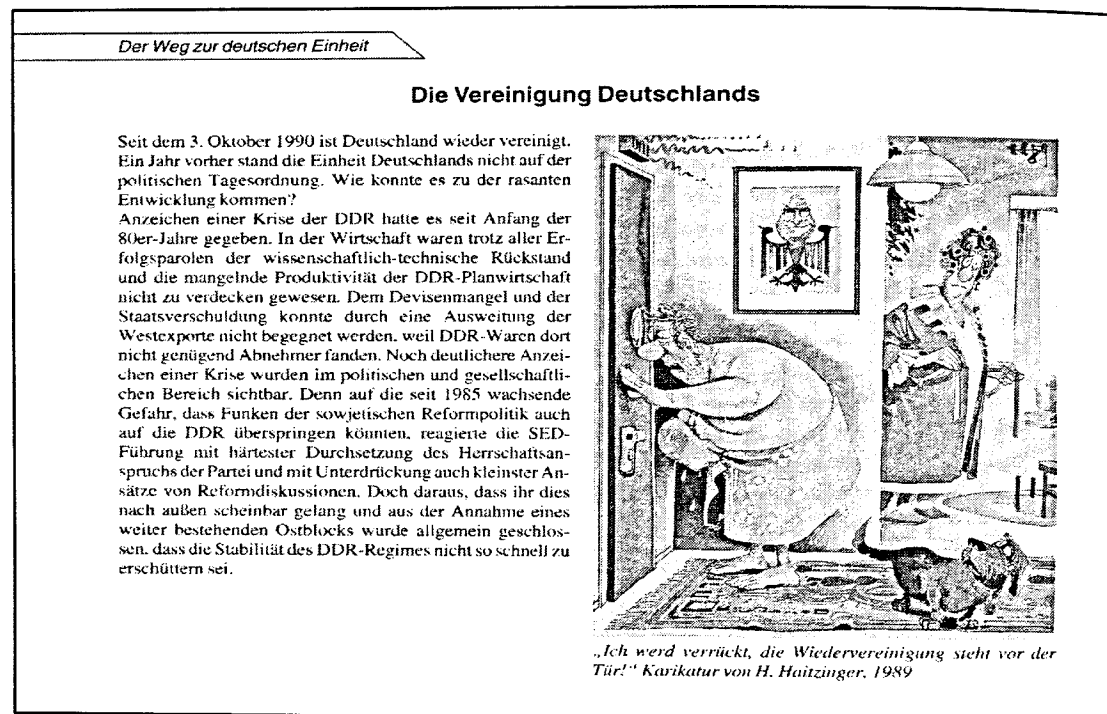 Der Weg zur deutschen Einheit
Die Vereinigung Deutschlands
Seit dem 3. Oktober 1990 ist Deutschland wieder vereinigt.
Ein Jahr vorher stand die Einheit Deutschlands nicht auf der
politischen Tagesordnung. Wie konnte es zu der rasanten
Entwicklung kommen?
Anzeichen einer Krise der DDR hatte es seit Anfang der
80er-Jahre gegeben. In der Wirtschaft waren trotz aller Er-
folgsparolen der wissenschaftlich-technische Rückstand
und die mangelnde Produktivität der DDR-Planwirtschaft
nicht zu verdecken gewesen. Dem Devisenmangel und der
Staatsverschuldung konnte durch eine Ausweitung der
Westexporte nicht begegnet werden, weil DDR-Waren dort
nicht genügend Abnehmer fanden. Noch deutlichere Anzei-
chen einer Krise wurden im politischen und gesellschaftli-
chen Bereich sichtbar. Denn auf die seit 1985 wachsende
Gefahr, dass Funken der sowjetischen Reformpolitik auch
auf die DDR überspringen könnten, reagierte die SED-
Führung mit härtester Durchsetzung des Herrschaftsan-
spruchs der Partei und mit Unterdrückung auch kleinster An-
sätze von Reformdiskussionen. Doch daraus, dass ihr dies
nach außen scheinbar gelang und aus der Annahme eines
weiter bestehenden Ostblocks wurde allgemein geschlos-
sen, dass die Stabilität des DDR-Regimes nicht so schnell zu
erschüttern sei.
„Ich werd verrückt, die Wiedervereinigung steht vor der
Tür!“ Karikatur von H. Haitzinger, 1989